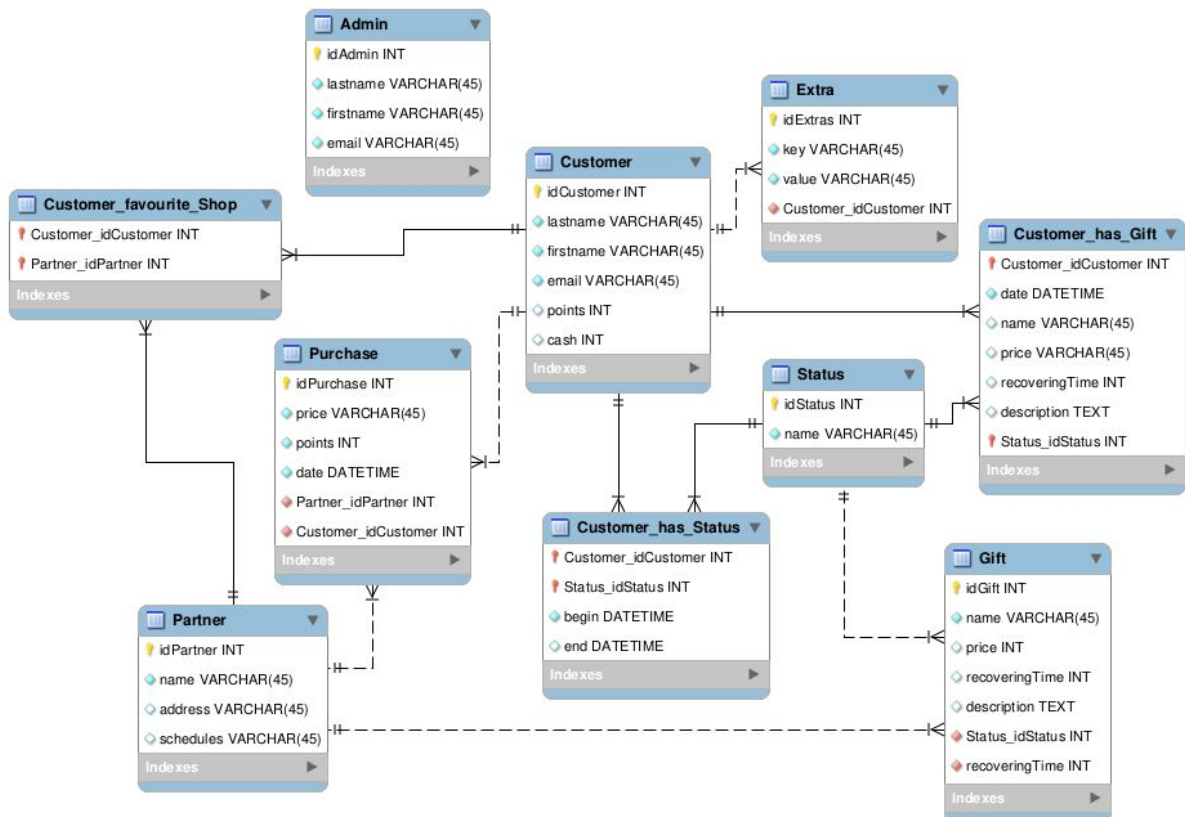 Admin
idAdmin INT
lastname VARCHAR(45)
firstname VARCHAR(45)
email VARCHAR(45)
Indexes
Extra
idExtras INT
key VARCHAR(45)
value VARCHAR(45)
Customer_idCustomer INT
Indexes
Customer
idCustomer INT
lastname VARCHAR(45)
firstname VARCHAR(45)
email VARCHAR(45)
points INT
cash INT
Indexes
Customer_favourite_Shop
Customer_idCustomer INT
Partner_idPartner INT
Indexes
Customer_has_Gift
Customer_idCustomer INT
date DATETIME
name VARCHAR(45)
price VARCHAR(45)
recoveringTime INT
description TEXT
Status_idStatus INT
Indexes
Purchase
idPurchase INT
price VARCHAR(45)
points INT
date DATETIME
Partner_idPartner INT
Customer_idCustomer INT
Indexes
Status
idStatus INT
name VARCHAR(45)
Indexes
Customer_has_Status
Customer_idCustomer INT
Status_idStatus INT
begin DATETIME
end DATETIME
Indexes
Gift
idGift INT
name VARCHAR(45)
price INT
recoveringTime INT
description TEXT
Status_idStatus INT
recoveringTime INT
Indexes
Partner
idPartner INT
name VARCHAR(45)
address VARCHAR(45)
schedules VARCHAR(45)
Indexes